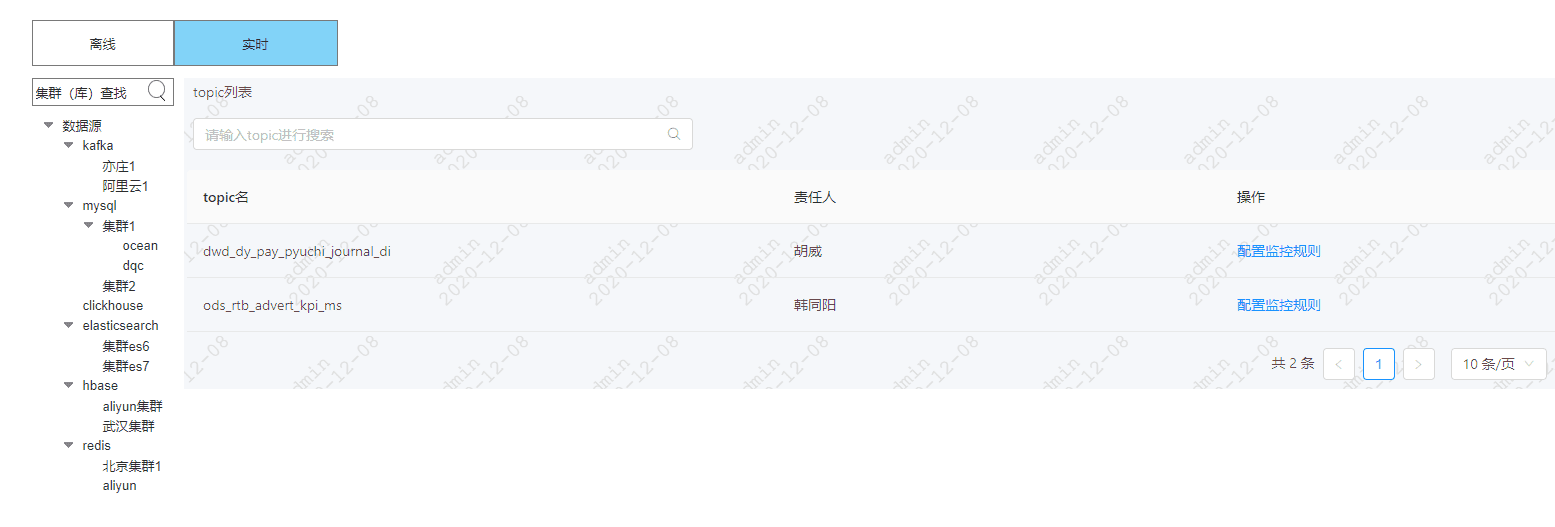 离线 实时
集群（库）查找
数据源
kafka
亦庄1
阿里云1
mysql
集群1
ocean
dqc
集群2
clickhouse
elasticsearch
集群es6
集群es7
hbase
aliyun集群
武汉集群
redis
北京集群1
aliyun
topic列表
请输入topic进行搜索
topic名 责任人 操作
dwd_dy_pay_pyuchi_journal_di 胡威 配置监控规则
ods_rtb_advert_kpi_ms 韩同阳 配置监控规则
共 2 条 < 1 > 10 条/页
admin
2020-12-08